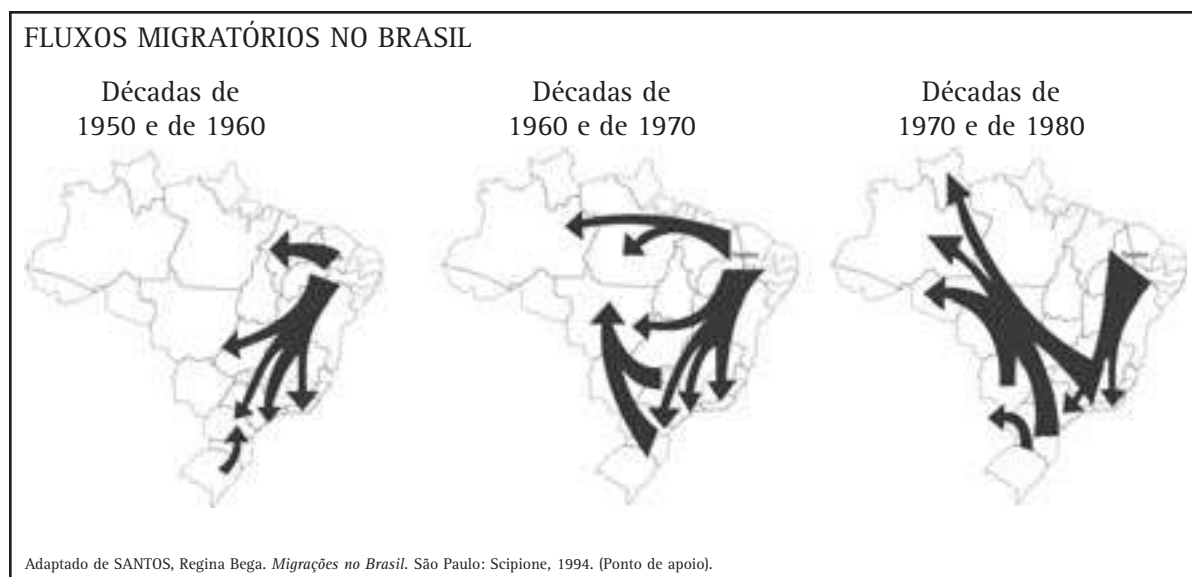 FLUXOS MIGRATÓRIOS NO BRASIL
Décadas de
1950 e de 1960
Décadas de
1960 e de 1970
Décadas de
1970 e de 1980
Adaptado de SANTOS, Regina Bega. Migrações no Brasil. São Paulo: Scipione, 1994. (Ponto de apoio).